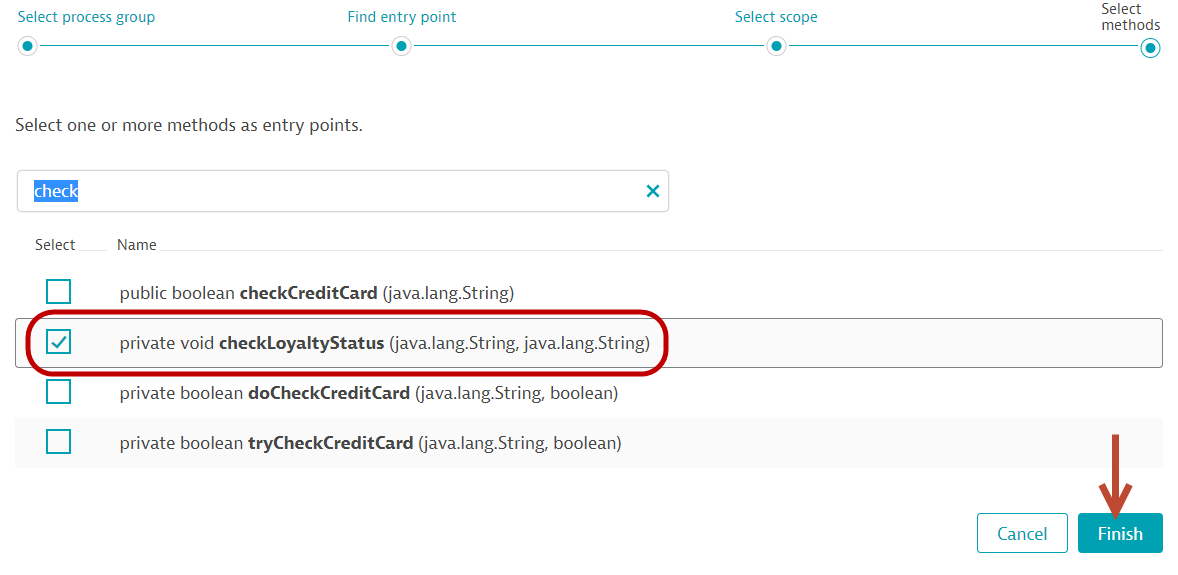 Select process group
Find entry point
Select scope
Select
methods
Select one or more methods as entry points.
check
Select Name
public boolean checkCreditCard (java.lang.String)
private void checkLoyaltyStatus (java.lang.String, java.lang.String)
private boolean doCheckCreditCard (java.lang.String, boolean)
private boolean tryCheckCreditCard (java.lang.String, boolean)
Cancel Finish